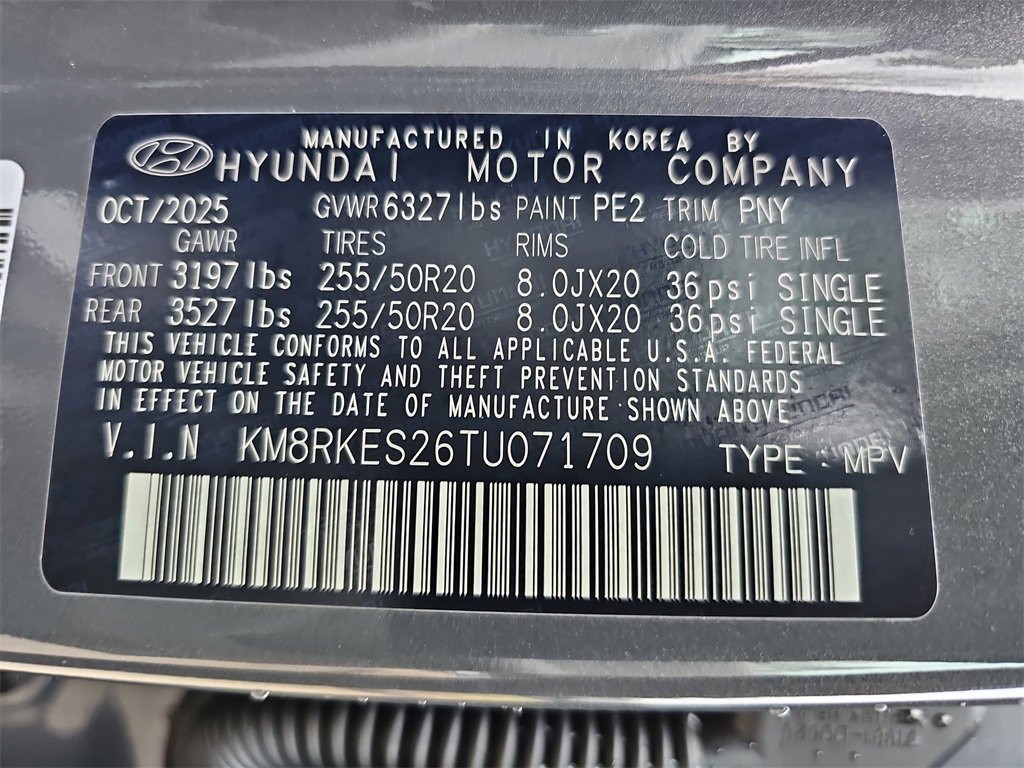 MANUFACTURED IN KOREA BY
HYUNDAI MOTOR COMPANY
OCT/2025 GVWR 6327lbs PAINT PE2 TRIM PNY
GAWR TIRES RIMS COLD TIRE INFL
FRONT 3197lbs 255/50R20 8.0JX20 36psi SINGLE
REAR 3527lbs 255/50R20 8.0JX20 36psi SINGLE
THIS VEHICLE CONFORMS TO ALL APPLICABLE U.S.A. FEDERAL
MOTOR VEHICLE SAFETY AND THEFT PREVENTION STANDARDS
IN EFFECT ON THE DATE OF MANUFACTURE SHOWN ABOVE
V.I.N KM8RKES26TU071709 TYPE : MPV